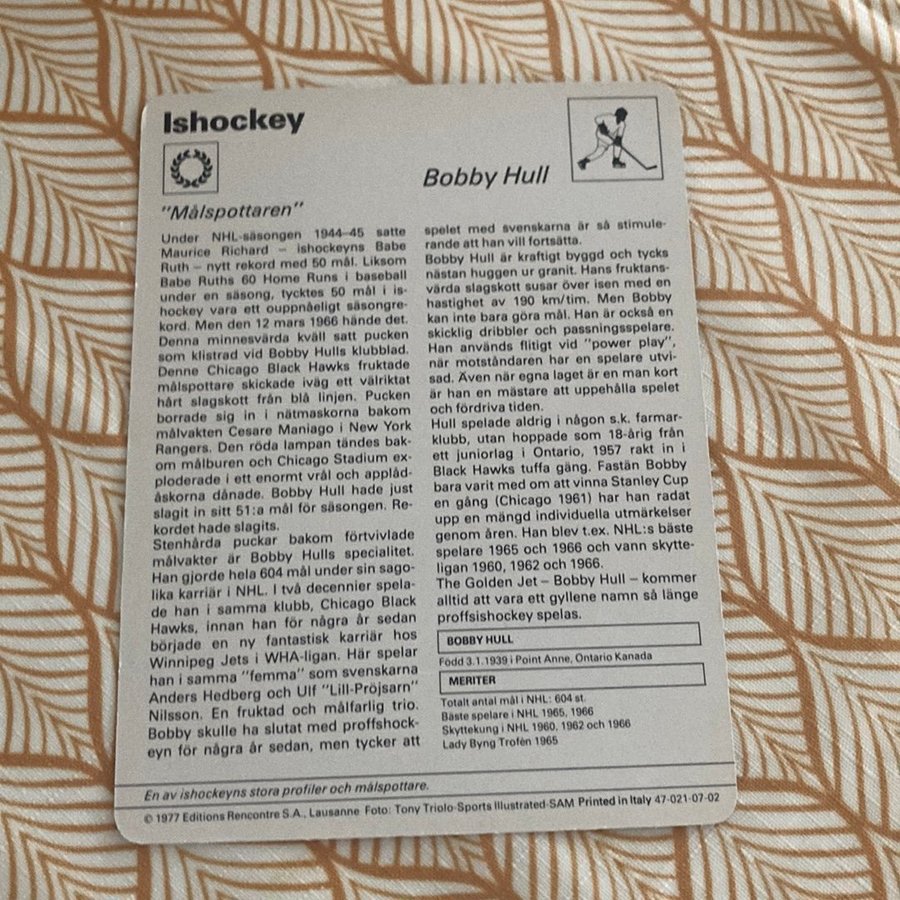 Ishockey
Bobby Hull
"Målspottaren"
Under NHL-säsongen 1944–45 satte
Maurice Richard – ishockeyns Babe
Ruth – nytt rekord med 50 mål. Liksom
Babe Ruths 60 Home Runs i baseball
under en säsong, tycktes 50 mål i is-
hockey vara ett ouppnåeligt säsongre-
kord. Men den 12 mars 1966 hände det.
Denna minnesvärda kväll satt pucken
som klistrad vid Bobby Hulls klubblad.
Denne Chicago Black Hawks fruktade
målspottare skickade iväg ett välriktat
hårt slagskott från blå linjen. Pucken
borrade sig in i nätmaskorna bakom
målvakten Cesare Maniago i New York
Rangers. Den röda lampan tändes bak-
om målburen och Chicago Stadium ex-
ploderade i ett enormt vrål och applåd-
åskorna dånade. Bobby Hull hade just
slagit in sitt 51:a mål för säsongen. Re-
kordet hade slagits.
Stenhårda puckar bakom förtvivlade
målvakter är Bobby Hulls specialitet.
Han gjorde hela 604 mål under sin sago-
lika karriär i NHL. I två decennier spela-
de han i samma klubb, Chicago Black
Hawks, innan han för några år sedan
började en ny fantastisk karriär hos
Winnipeg Jets i WHA-ligan. Här spelar
han i samma "femma" som svenskarna
Anders Hedberg och Ulf "Lill-Pröjsarn"
Nilsson. En fruktad och målfarlig trio.
Bobby skulle ha slutat med proffshock-
eyn för några år sedan, men tycker att
spelet med svenskarna är så stimule-
rande att han vill fortsätta.
Bobby Hull är kraftigt byggd och tycks
nästan huggen ur granit. Hans fruktans-
värda slagskott susar över isen med en
hastighet av 190 km/tim. Men Bobby
kan inte bara göra mål. Han är också en
skicklig dribbler och passningsspelare.
Han används flitigt vid "power play",
när motståndaren har en spelare utvi-
sad. Även när egna laget är en man kort
är han en mästare att uppehålla spelet
och fördriva tiden.
Hull spelade aldrig i någon s.k. farmar-
klubb, utan hoppade som 18-årig från
ett juniorlag i Ontario, 1957 rakt in i
Black Hawks tuffa gäng. Fastän Bobby
bara varit med om att vinna Stanley Cup
en gång (Chicago 1961) har han radat
upp en mängd individuella utmärkelser
genom åren. Han blev t.ex. NHL:s bäste
spelare 1965 och 1966 och vann skytte-
ligan 1960, 1962 och 1966.
The Golden Jet – Bobby Hull – kommer
alltid att vara ett gyllene namn så länge
proffsishockey spelas.
BOBBY HULL
Född 3.1.1939 i Point Anne, Ontario Kanada
MERITER
Totalt antal mål i NHL: 604 st.
Bäste spelare i NHL 1965, 1966
Skyttekung i NHL 1960, 1962 och 1966
Lady Byng Trofén 1965
En av ishockeyns stora profiler och målspottare.
© 1977 Editions Rencontre S.A., Lausanne Foto: Tony Triolo-Sports Illustrated-SAM Printed in Italy 47-021-07-02